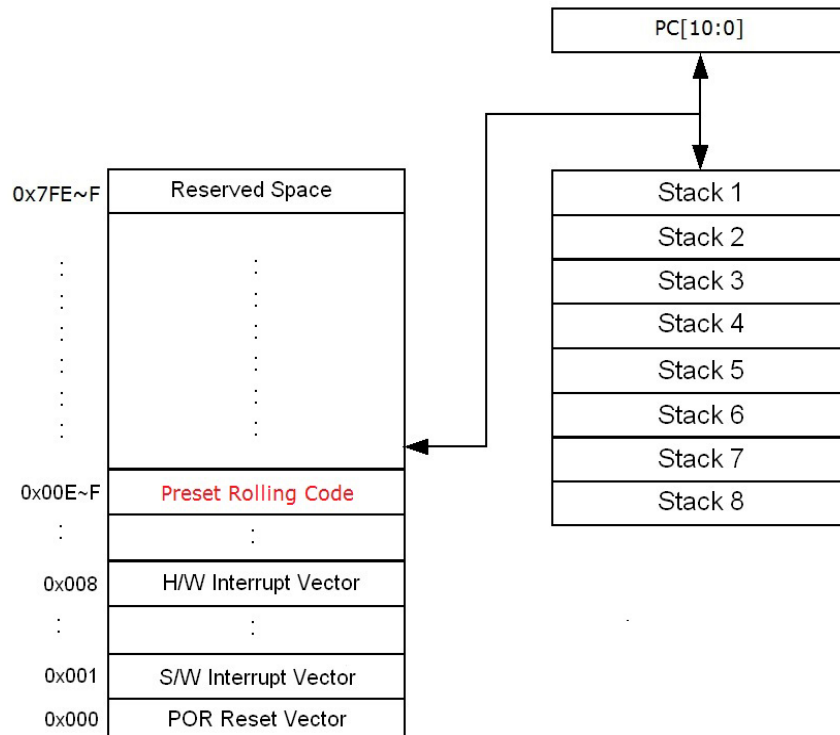 PC[10:0]
0x7FE~F Reserved Space
Stack 1
Stack 2
Stack 3
Stack 4
Stack 5
Stack 6
Stack 7
Stack 8
0x00E~F Preset Rolling Code
0x008 H/W Interrupt Vector
0x001 S/W Interrupt Vector
0x000 POR Reset Vector